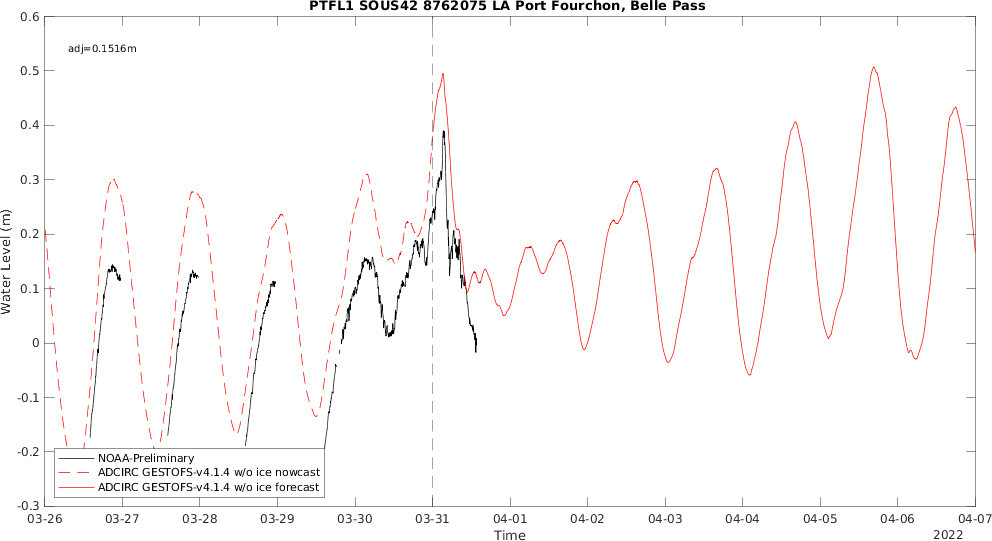 PTFL1 SOUS42 8762075 LA Port Fourchon, Belle Pass
0.6
adj=0.1516m
0.5
0.4
0.3
0.2
0.1
0
-0.1
-0.2
-0.3
Water Level (m)
NOAA-Preliminary
ADCIRC GESTOFS-v4.1.4 w/o ice nowcast
ADCIRC GESTOFS-v4.1.4 w/o ice forecast
03-26 03-27 03-28 03-29 03-30 03-31 04-01 04-02 04-03 04-04 04-05 04-06 04-07
Time
2022